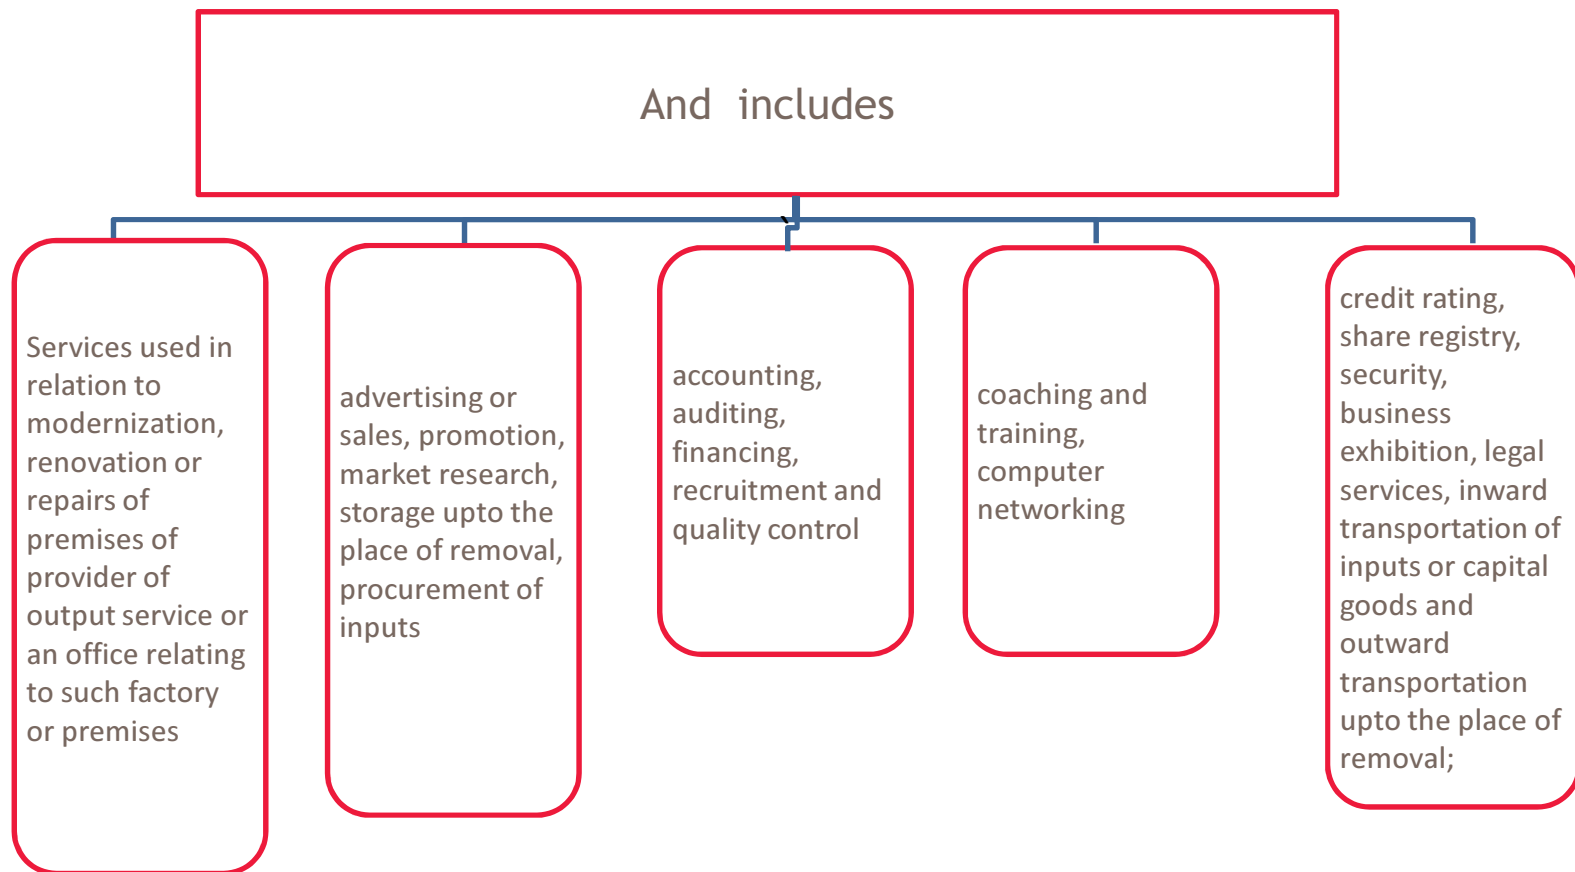 And includes
Services used in
relation to
modernization,
renovation or
repairs of
premises of
provider of
output service or
an office relating
to such factory
or premises
advertising or
sales, promotion,
market research,
storage upto the
place of removal,
procurement of
inputs
accounting,
auditing,
financing,
recruitment and
quality control
coaching and
training,
computer
networking
credit rating,
share registry,
security,
business
exhibition, legal
services, inward
transportation of
inputs or capital
goods and
outward
transportation
upto the place of
removal;